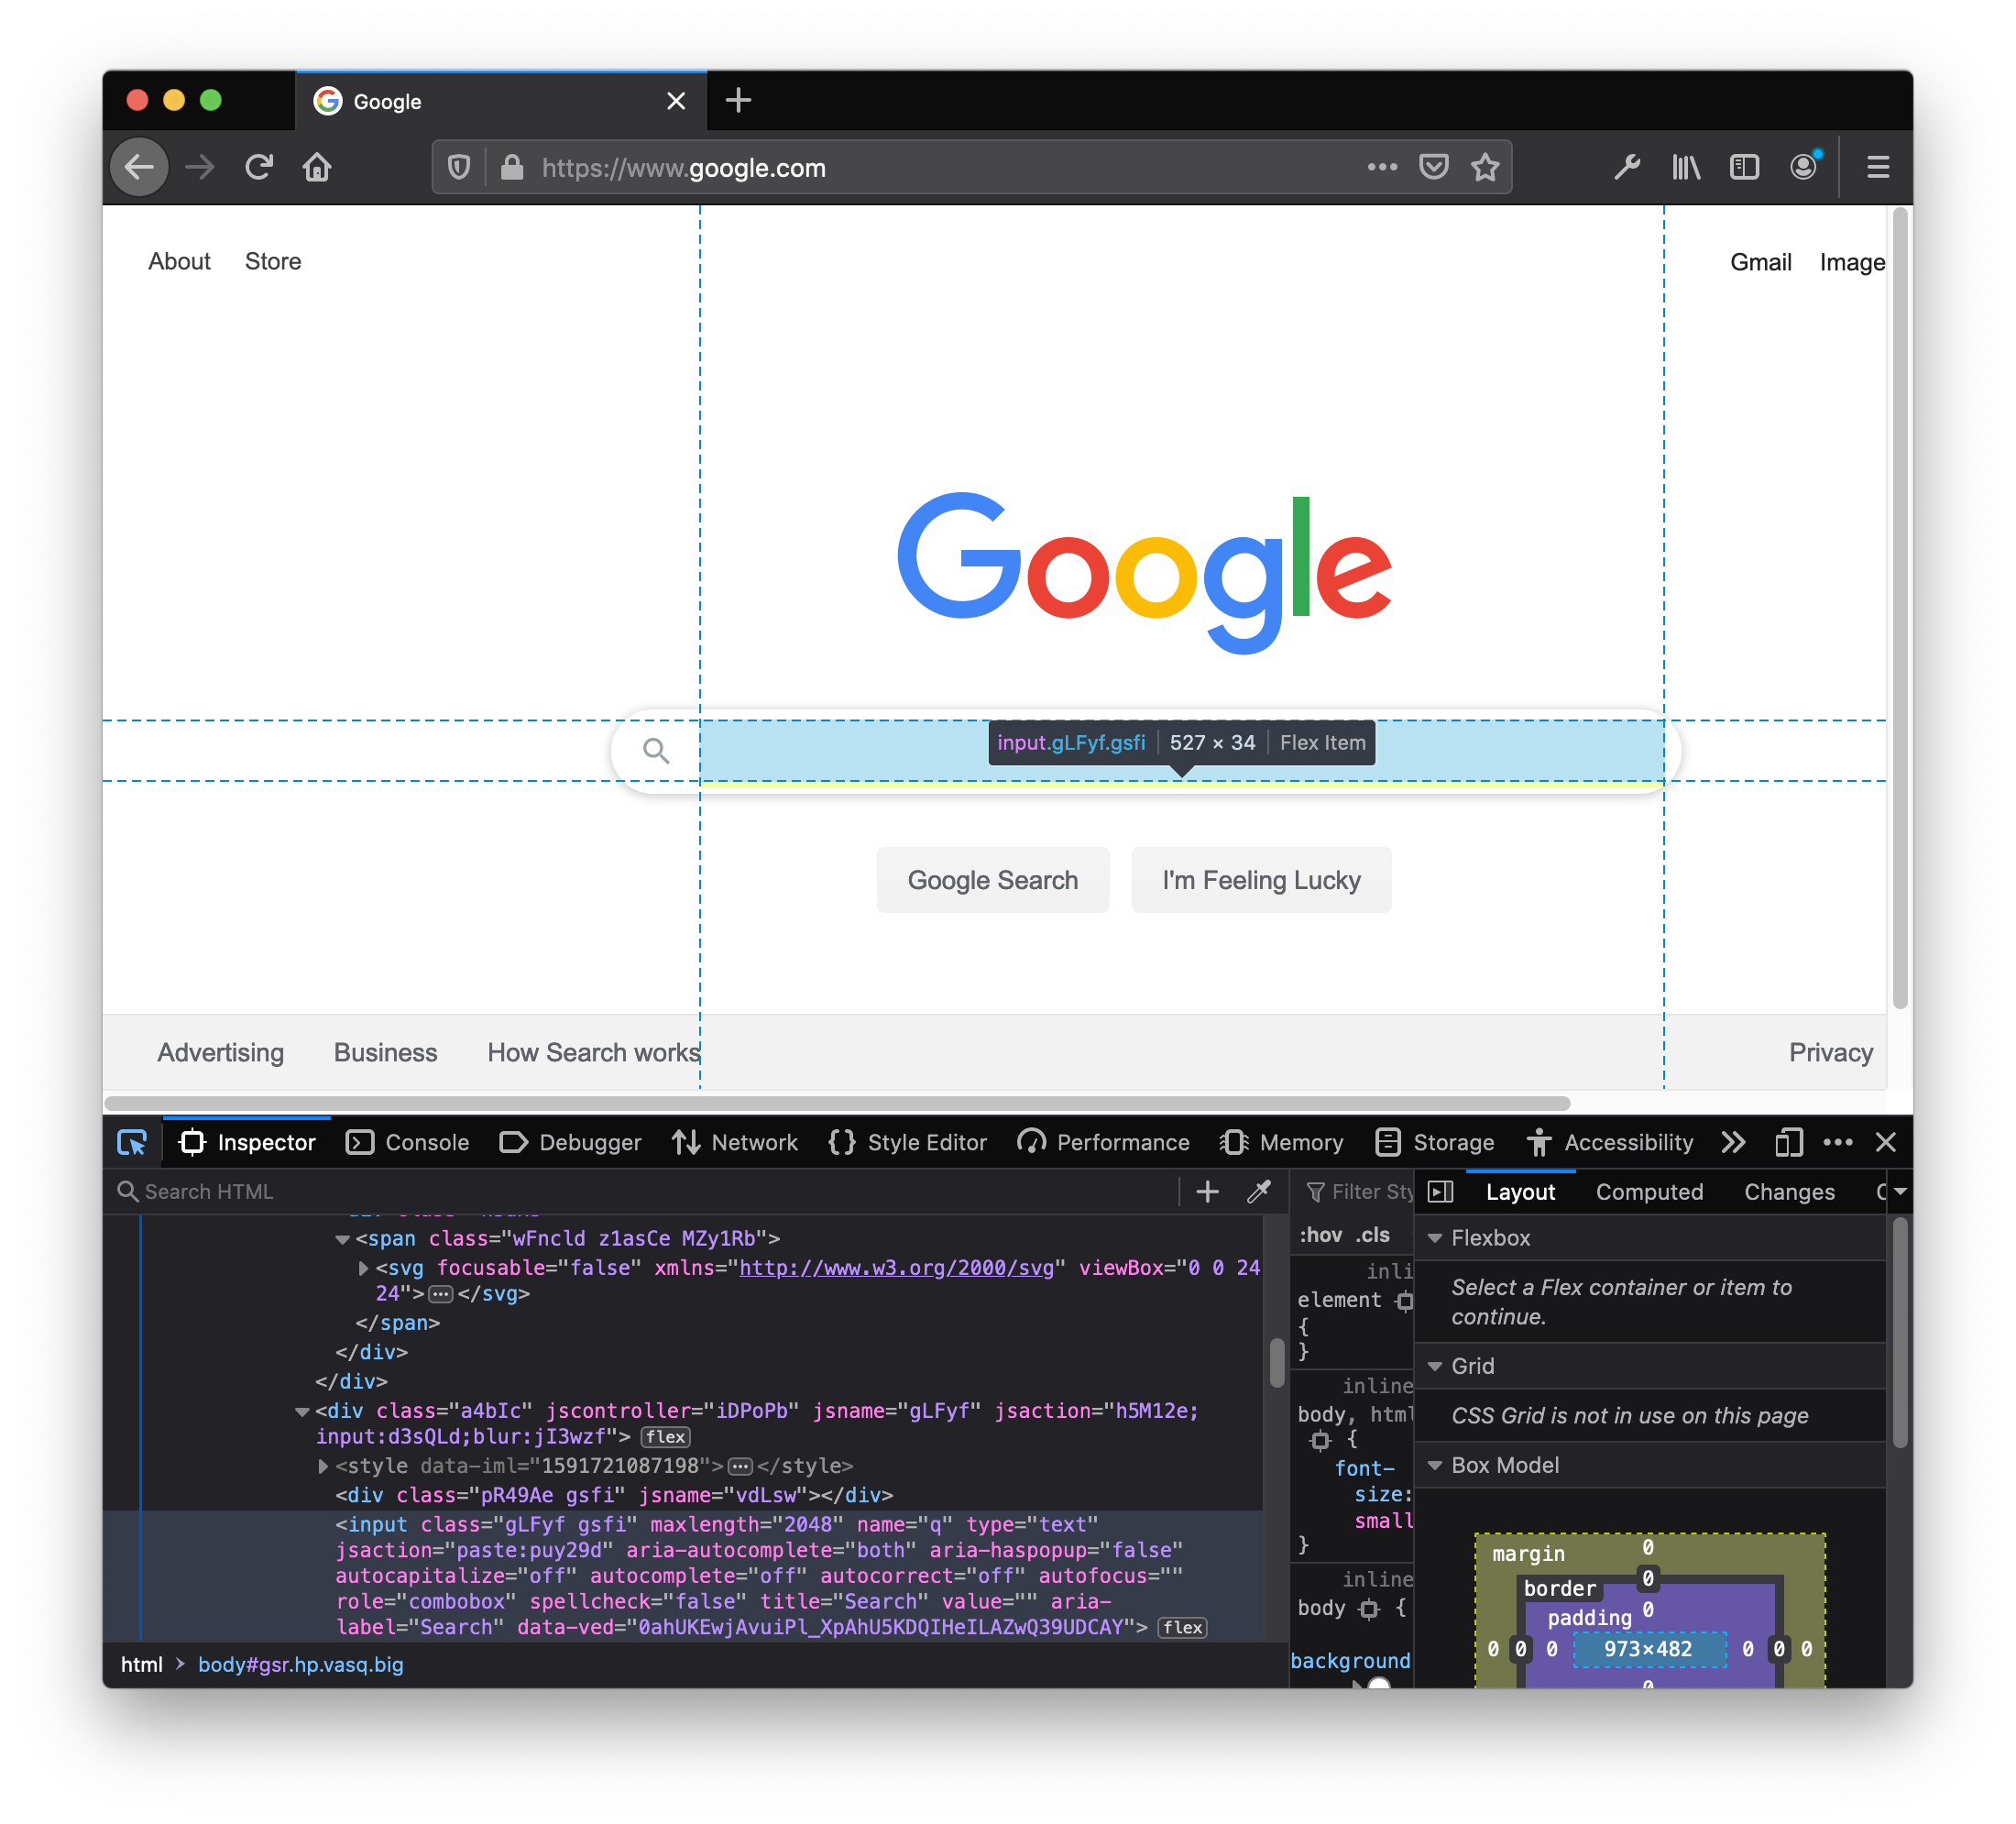 Google
https://www.google.com
About Store Gmail Image
Google
input.gLFyf.gsfi 527 × 34 Flex Item
Google Search I'm Feeling Lucky
Advertising Business How Search works Privacy
Inspector Console Debugger Network Style Editor Performance Memory Storage Accessibility
Search HTML
<span class="wFncld z1asCe MZy1Rb">
<svg focusable="false" xmlns="http://www.w3.org/2000/svg" viewBox="0 0 24
24"></svg>
</span>
</div>
</div>
<div class="a4bIc" jscontroller="iDPoPb" jsname="gLFyf" jsaction="h5M12e;
input:d3sQLd;blur:jI3wzf"> flex
<style data-iml="1591721087198"></style>
<div class="pR49Ae gsfi" jsname="vdLsw"></div>
<input class="gLFyf gsfi" maxlength="2048" name="q" type="text"
jsaction="paste:puy29d" aria-autocomplete="both" aria-haspopup="false"
autocapitalize="off" autocomplete="off" autocorrect="off" autofocus=""
role="combobox" spellcheck="false" title="Search" value="" aria-
label="Search" data-ved="0ahUKEwjAvuiPl_XpAhU5KDQIHeILAZwQ39UDCAY"> flex
html > body#gsr.hp.vasq.big
Filter Sty
:hov .cls
inli
element
{
}
inline
body, html
{
font-
size:
small
}
inline
body {
background
Layout Computed Changes
Flexbox
Select a Flex container or item to
continue.
Grid
CSS Grid is not in use on this page
Box Model
margin 0
border 0
padding 0
0 0 0 973×482 0 0 0